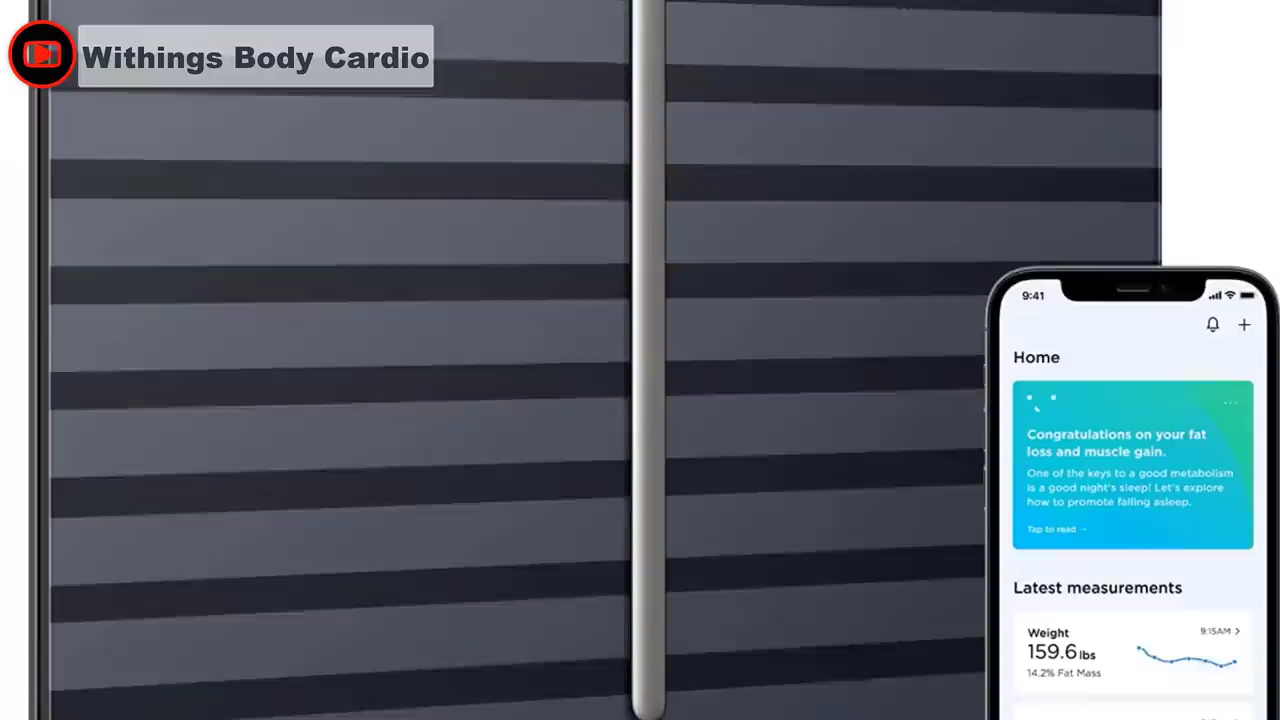 Withings Body Cardio
9:41
Home
Congratulations on your fat
loss and muscle gain.
One of the keys to a good metabolism
is a good night's sleep! Let's explore
how to promote falling asleep.
Tap to read →
Latest measurements
Weight
9:15AM >
159.6 lbs
14.2% Fat Mass